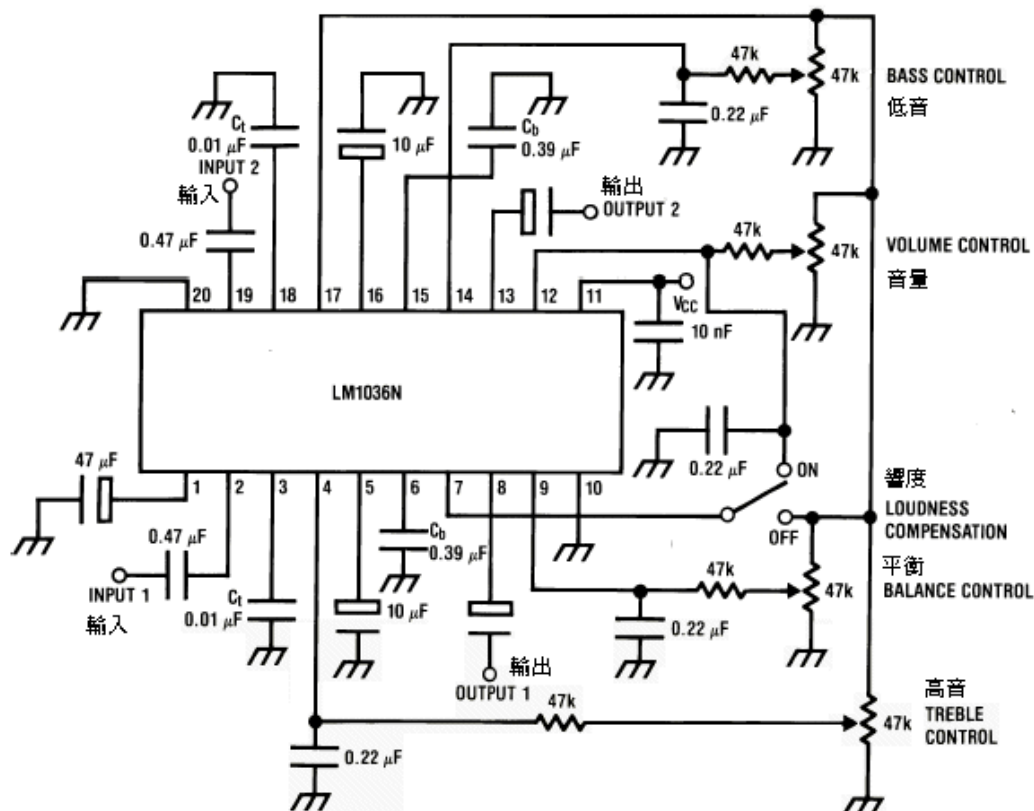 47k
47k
BASS CONTROL
低音
0.22 μF
Ct
0.01 μF
10 μF
Cb
0.39 μF
INPUT 2
輸入
輸出
OUTPUT 2
0.47 μF
47k
47k
VOLUME CONTROL
音量
20 19 18 17 16 15 14 13 12 11
VCC
10 nF
LM1036N
0.22 μF
ON
響度
LOUDNESS
COMPENSATION
OFF
47 μF
1 2 3 4 5 6 7 8 9 10
Cb
0.39 μF
0.47 μF
INPUT 1
輸入
Ct
0.01 μF
10 μF
47k
47k
平衡
BALANCE CONTROL
0.22 μF
輸出
OUTPUT 1
47k
47k
高音
TREBLE
CONTROL
0.22 μF